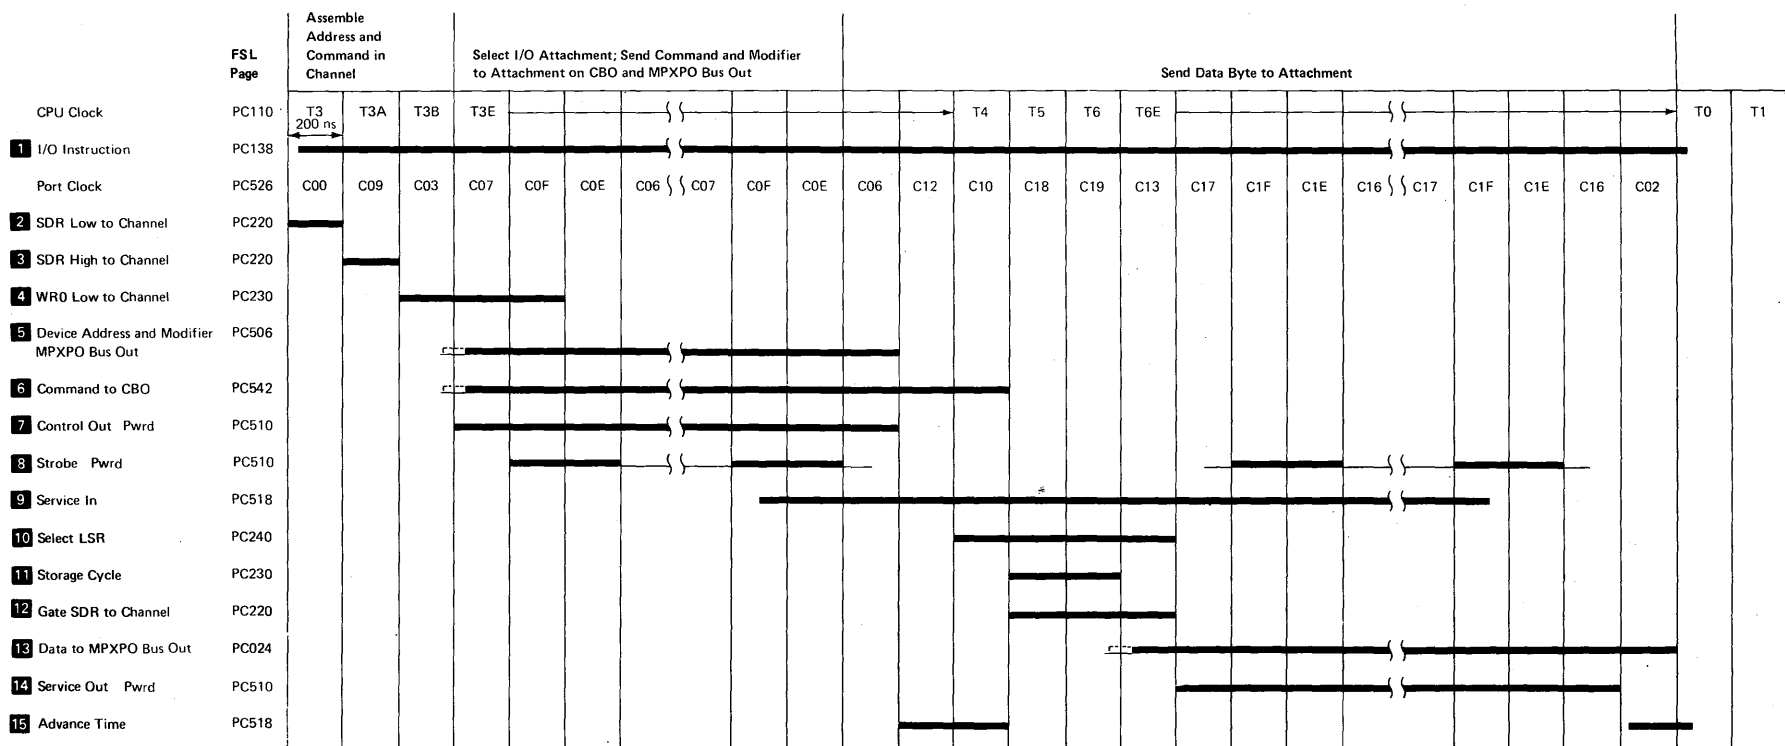 Assemble
Address and
Command in
Channel
FSL
Page
Select I/O Attachment; Send Command and Modifier
to Attachment on CBO and MPXPO Bus Out
Send Data Byte to Attachment
CPU Clock PC110 T3 T3A T3B T3E T4 T5 T6 T6E T0 T1
200 ns
1 I/O Instruction PC138
Port Clock PC526 C00 C09 C03 C07 C0F C0E C06 C07 C0F C0E C06 C12 C10 C18 C19 C13 C17 C1F C1E C16 C17 C1F C1E C16 C02
2 SDR Low to Channel PC220
3 SDR High to Channel PC220
4 WR0 Low to Channel PC230
5 Device Address and Modifier PC506
MPXPO Bus Out
6 Command to CBO PC542
7 Control Out Pwrd PC510
8 Strobe Pwrd PC510
9 Service In PC518
10 Select LSR PC240
11 Storage Cycle PC230
12 Gate SDR to Channel PC220
13 Data to MPXPO Bus Out PC024
14 Service Out Pwrd PC510
15 Advance Time PC518